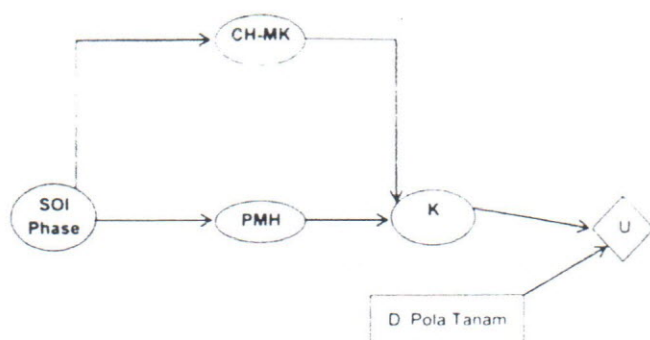 CH-MK
SOI
Phase
PMH
K
U
D Pola Tanam